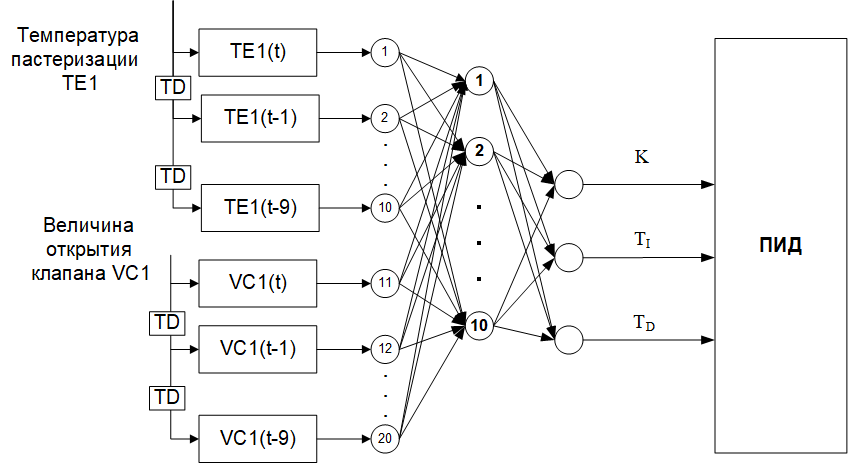 Температура
пастеризации
TE1
TD
TE1(t)
TE1(t-1)
TD
TE1(t-9)
Величина
открытия
клапана VC1
VC1(t)
TD
VC1(t-1)
TD
VC1(t-9)
1
2
10
11
12
20
1
2
10
K
T_I
T_D
ПИД